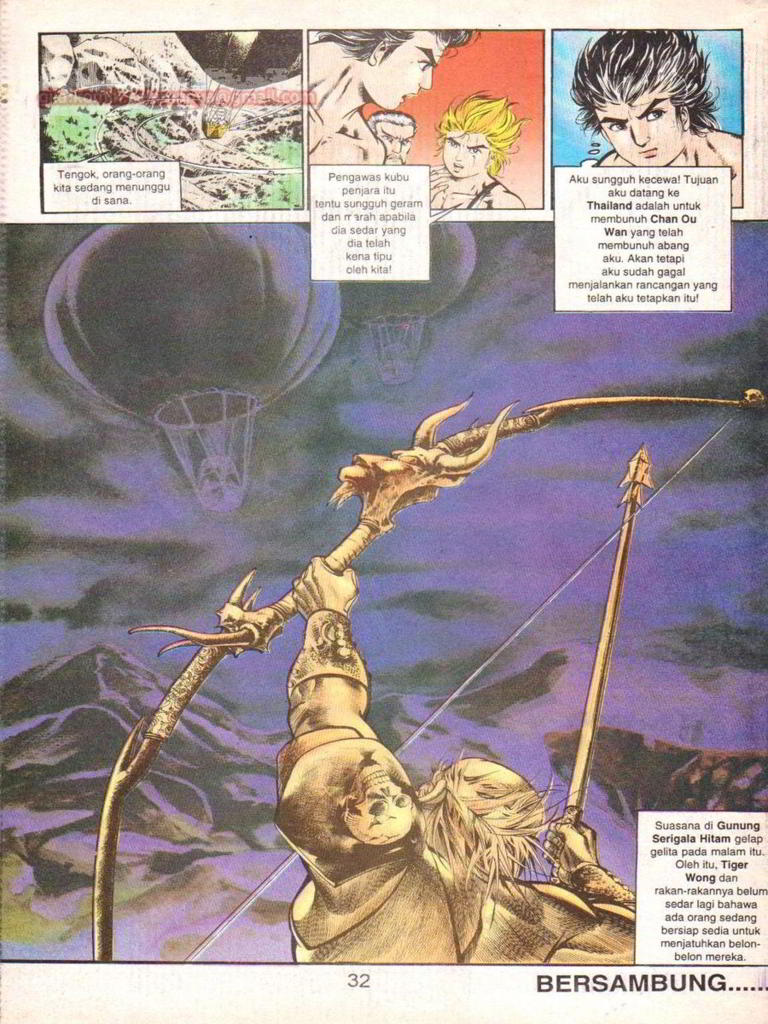 Tengok, orang-orang
kita sedang menunggu
di sana.
Pengawas kubu
penjara itu
tentu sungguh geram
dan marah apabila
dia sedar yang
dia telah
kena tipu
oleh kita!
Aku sungguh kecewa! Tujuan
aku datang ke
Thailand adalah untuk
membunuh Chan Ou
Wan yang telah
membunuh abang
aku. Akan tetapi
aku sudah gagal
menjalankan rancangan yang
telah aku tetapkan itu!
Suasana di Gunung
Serigala Hitam gelap
gelita pada malam itu.
Oleh itu, Tiger
Wong dan
rakan-rakannya belum
sedar lagi bahawa
ada orang sedang
bersiap sedia untuk
menjatuhkan belon-
belon mereka.
32
BERSAMBUNG......